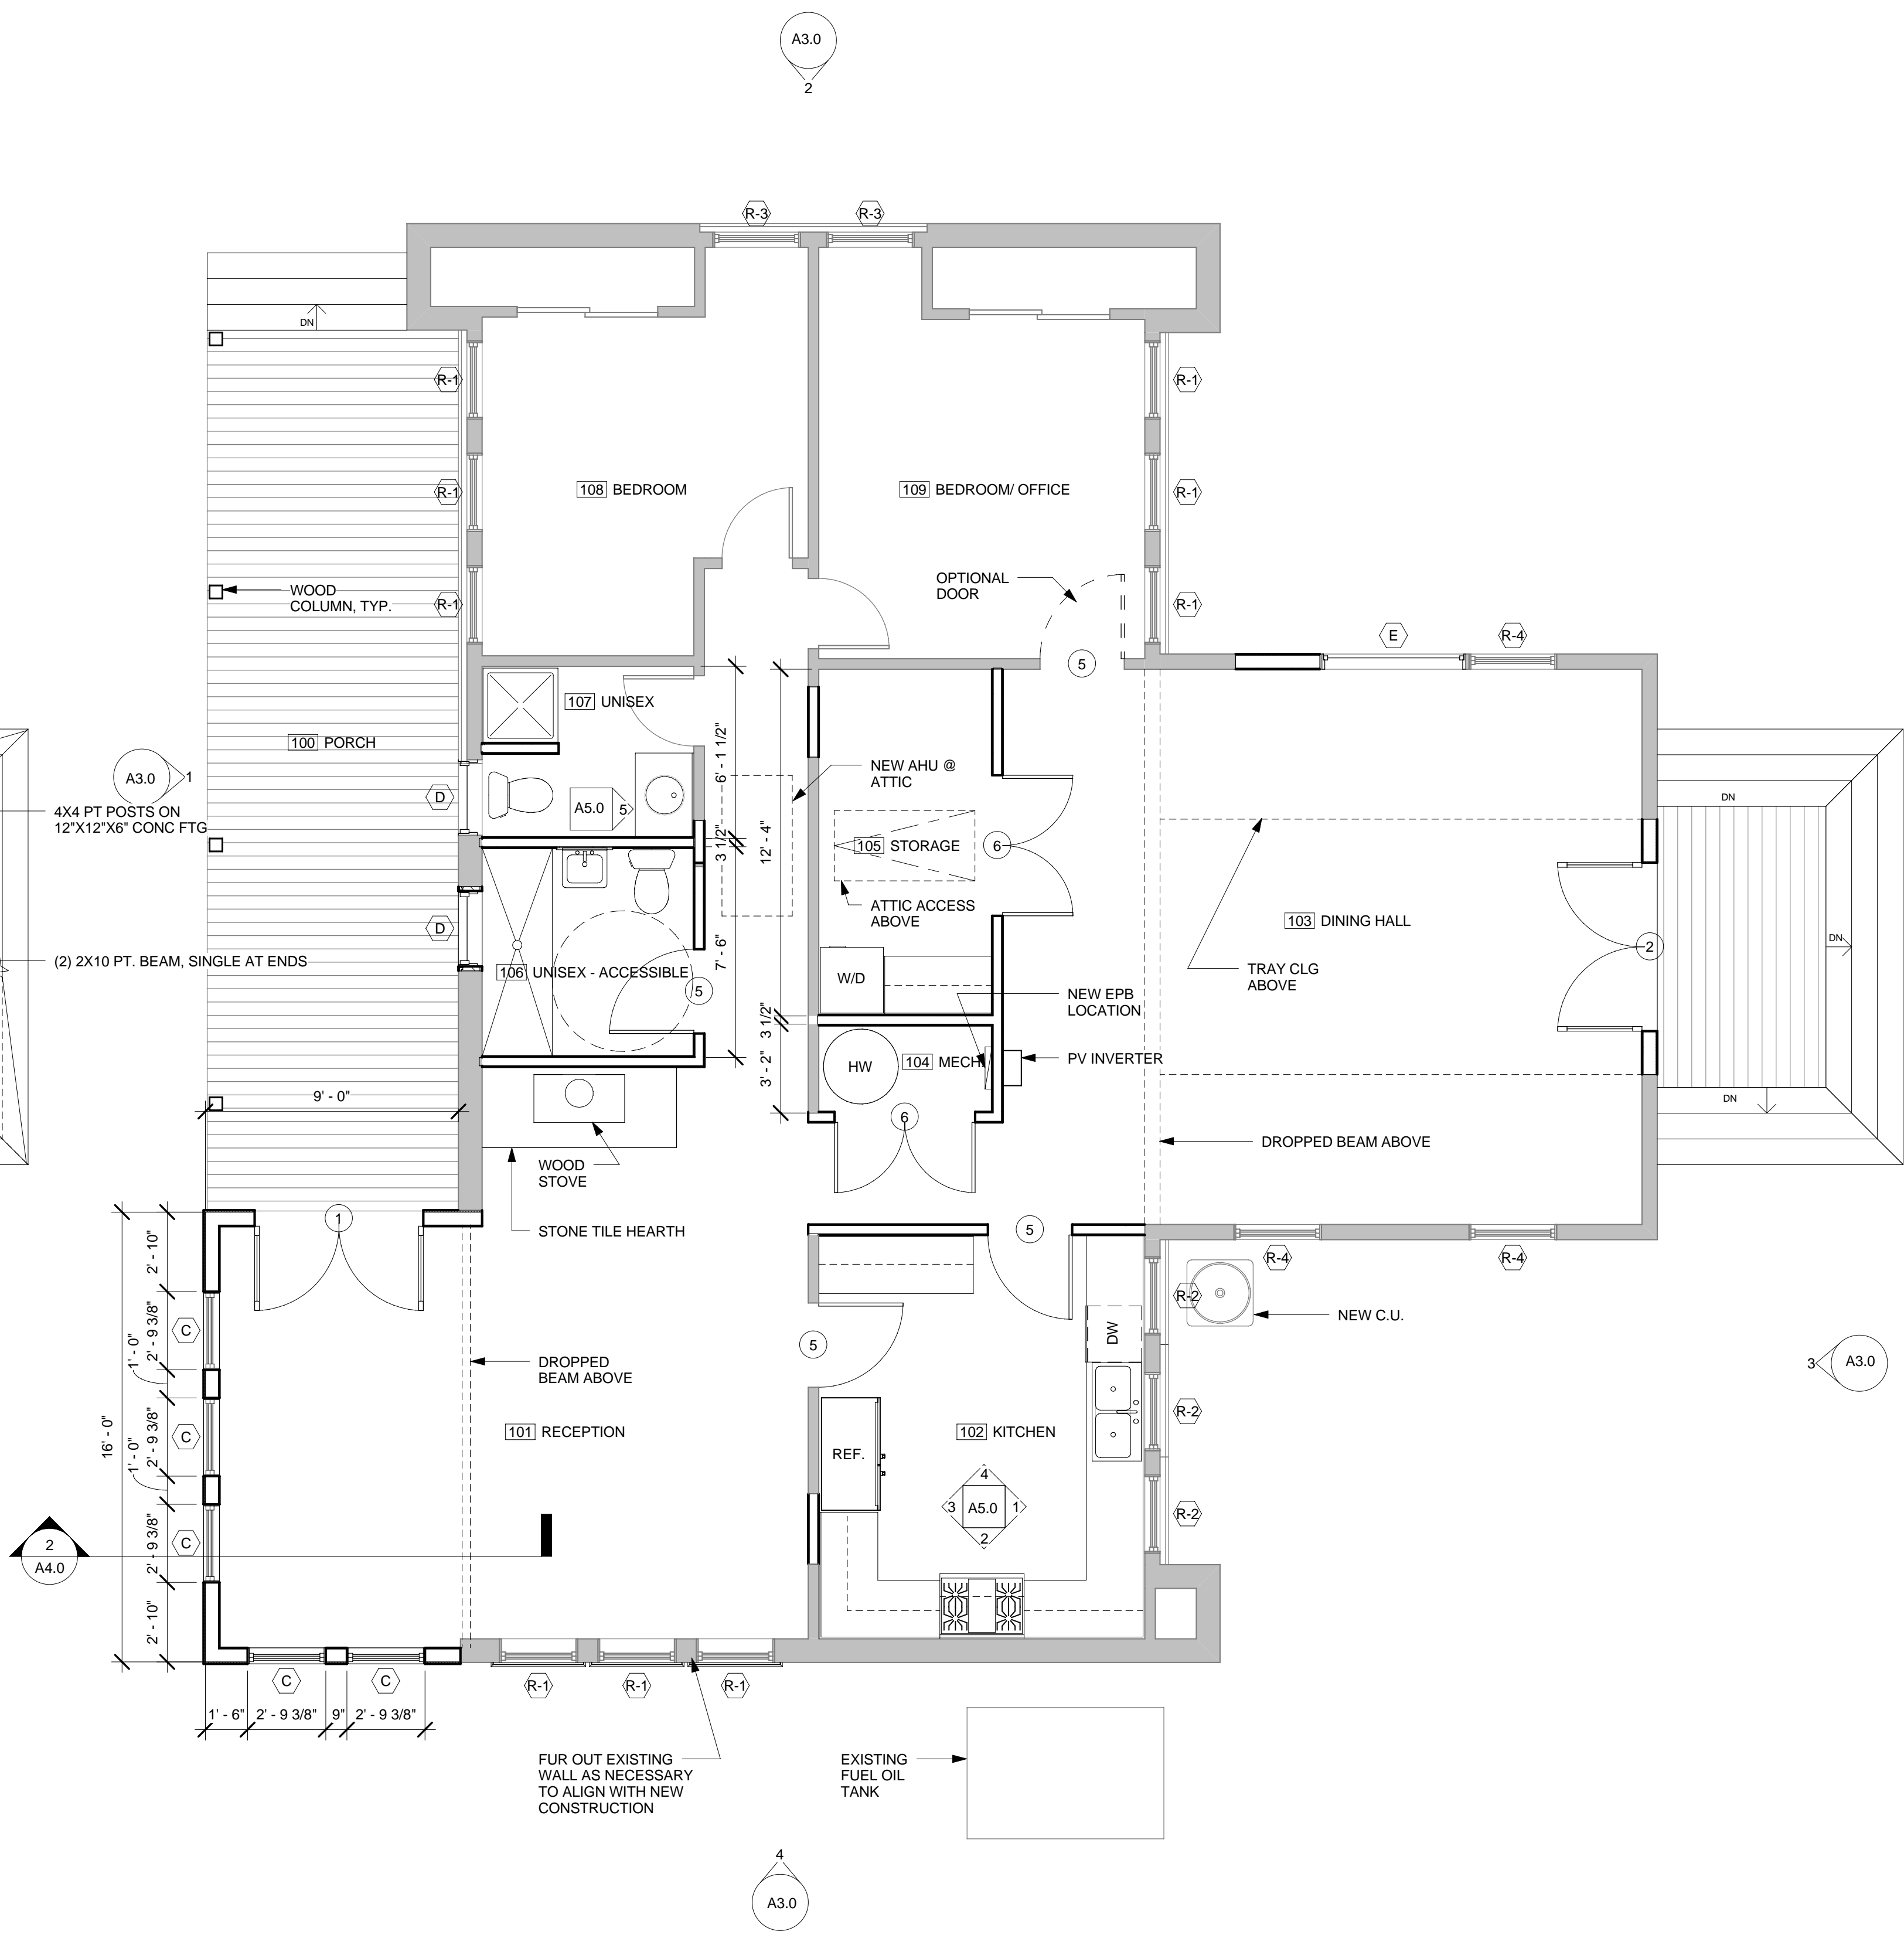 A3.0
2
R-3
R-3
DN
R-1
R-1
R-1
R-1
R-1
R-1
108 BEDROOM
109 BEDROOM/ OFFICE
OPTIONAL
DOOR
WOOD
COLUMN, TYP.
E
R-4
5
107 UNISEX
100 PORCH
A3.0
1
4X4 PT POSTS ON
12"X12"X6" CONC FTG
D
A5.0
5
6' - 1 1/2"
3 1/2"
12' - 4"
NEW AHU @
ATTIC
105 STORAGE
6
ATTIC ACCESS
ABOVE
DN
103 DINING HALL
2
DN
D
(2) 2X10 PT. BEAM, SINGLE AT ENDS
106 UNISEX - ACCESSIBLE
5
7' - 6"
W/D
TRAY CLG
ABOVE
NEW EPB
LOCATION
3 1/2"
3' - 2"
HW
104 MECH.
PV INVERTER
DN
9' - 0"
6
DROPPED BEAM ABOVE
WOOD
STOVE
STONE TILE HEARTH
1
5
R-4
R-4
2' - 10"
R-2
NEW C.U.
C
2' - 9 3/8"
1' - 0"
5
DW
DROPPED
BEAM ABOVE
3
A3.0
16' - 0"
C
2' - 9 3/8"
1' - 0"
101 RECEPTION
REF.
102 KITCHEN
R-2
4
3
A5.0
1
2
R-2
2
A4.0
C
2' - 9 3/8"
2' - 10"
C
C
R-1
R-1
R-1
1' - 6"
2' - 9 3/8"
9"
2' - 9 3/8"
FUR OUT EXISTING
WALL AS NECESSARY
TO ALIGN WITH NEW
CONSTRUCTION
EXISTING
FUEL OIL
TANK
4
A3.0